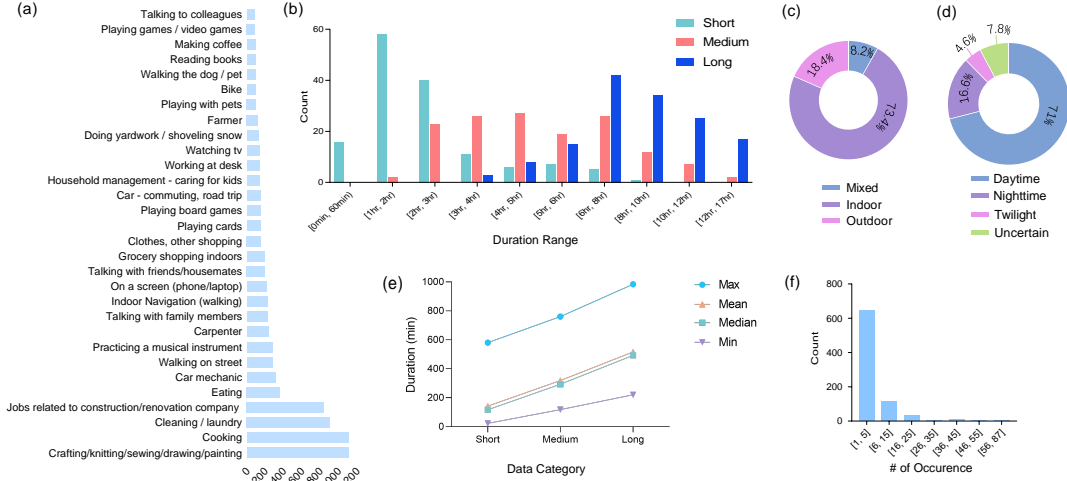 (a)
Talking to colleagues
Playing games / video games
Making coffee
Reading books
Walking the dog / pet
Bike
Playing with pets
Farmer
Doing yardwork / shoveling snow
Watching tv
Working at desk
Household management - caring for kids
Car - commuting, road trip
Playing board games
Playing cards
Clothes, other shopping
Grocery shopping indoors
Talking with friends/housemates
On a screen (phone/laptop)
Indoor Navigation (walking)
Talking with family members
Carpenter
Practicing a musical instrument
Walking on street
Car mechanic
Eating
Jobs related to construction/renovation company
Cleaning / laundry
Cooking
Crafting/knitting/sewing/drawing/painting
0
200
400
600
800
(b)
Short
Medium
Long
60
40
20
0
Count
[0min, 60min)
[1hr, 2hr)
[2hr, 3hr)
[3hr, 4hr)
[4hr, 5hr)
[5hr, 6hr)
[6hr, 8hr)
[8hr, 10hr)
[10hr, 12hr)
[12hr, 17hr)
Duration Range
(c)
8.2%
18.4%
73.4%
Mixed
Indoor
Outdoor
(d)
7.8%
4.6%
16.6%
71%
Daytime
Nighttime
Twilight
Uncertain
(e)
1000
800
600
400
200
0
Duration (min)
Short
Medium
Long
Data Category
Max
Mean
Median
Min
(f)
800
600
400
200
0
Count
[1, 5]
[6, 15]
[16, 25]
[26, 35]
[36, 45]
[46, 55]
[56, 87]
# of Occurence